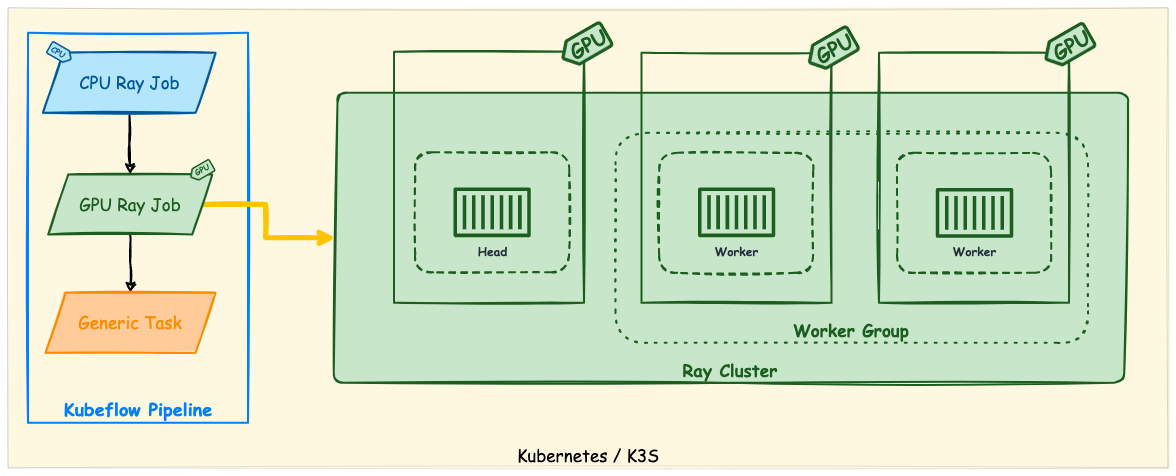 CPU
CPU Ray Job
GPU
GPU Ray Job
Generic Task
Kubeflow Pipeline
GPU
GPU
GPU
Head
Worker
Worker
Worker Group
Ray Cluster
Kubernetes / K3S